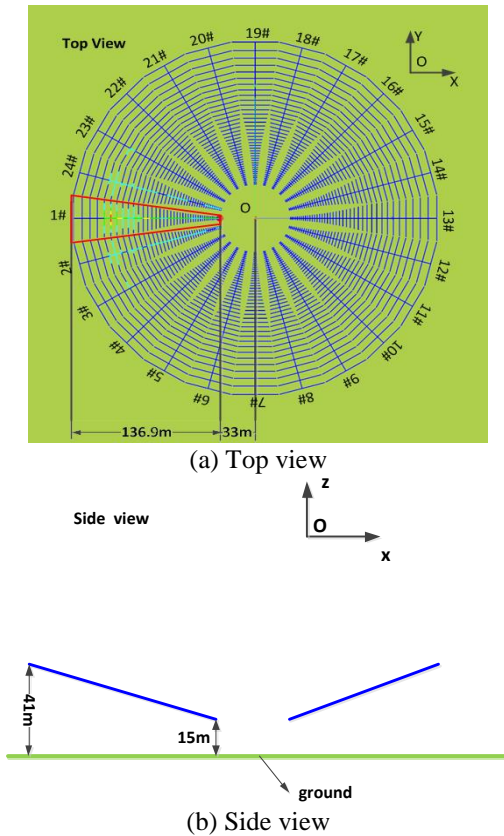 Top View
Y
O
X
19#
20#
18#
21#
17#
22#
16#
23#
15#
24#
14#
1#
O
13#
2#
12#
3#
11#
4#
10#
5#
9#
6#
8#
7#
136.9m
33m
(a) Top view
z
Side view
O
x
41m
15m
ground
(b) Side view